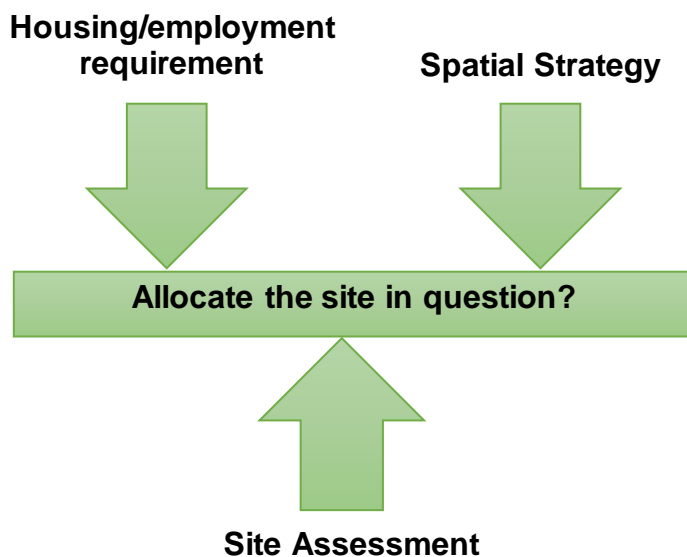 Housing/employment
requirement
Spatial Strategy
Allocate the site in question?
Site Assessment